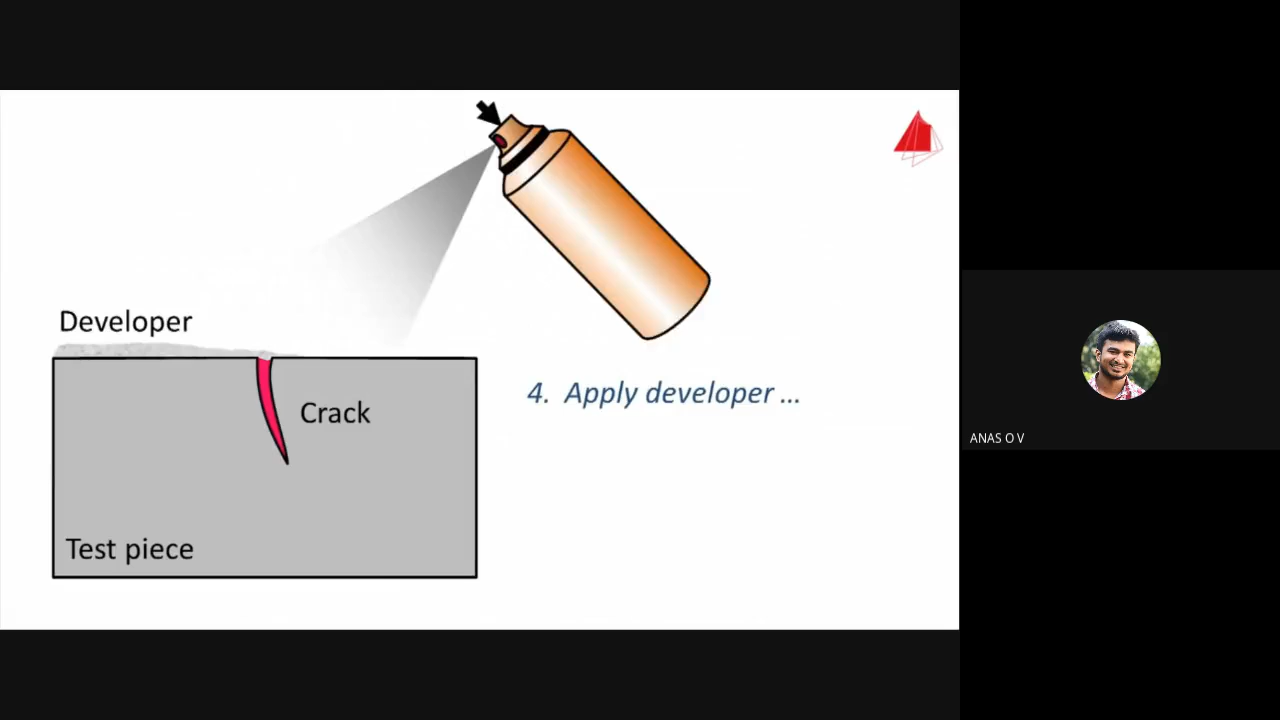 Developer
4. Apply developer ...
Crack
Test piece
ANAS O V